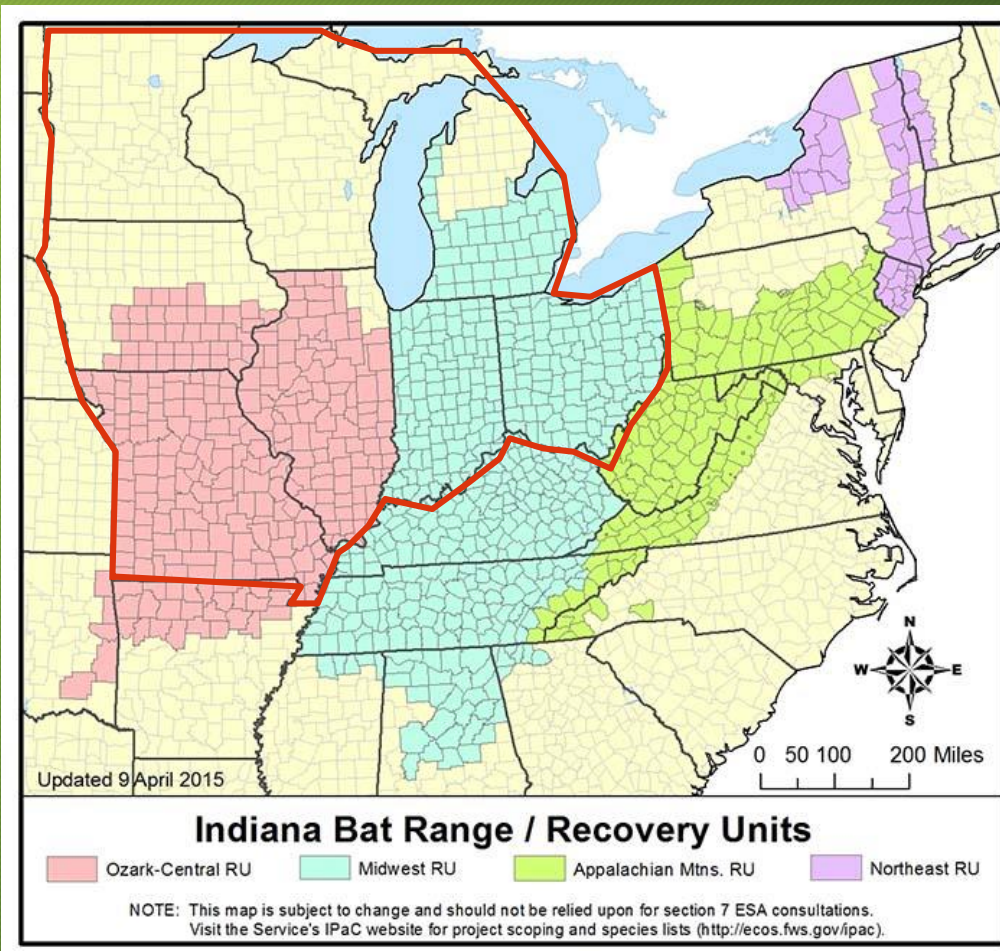 N
W E
S
0 50 100 200 Miles
Updated 9 April 2015
Indiana Bat Range / Recovery Units
Ozark-Central RU Midwest RU Appalachian Mtns. RU Northeast RU
NOTE: This map is subject to change and should not be relied upon for section 7 ESA consultations.
Visit the Service's IPaC website for project scoping and species lists (http://ecos.fws.gov/ipac).